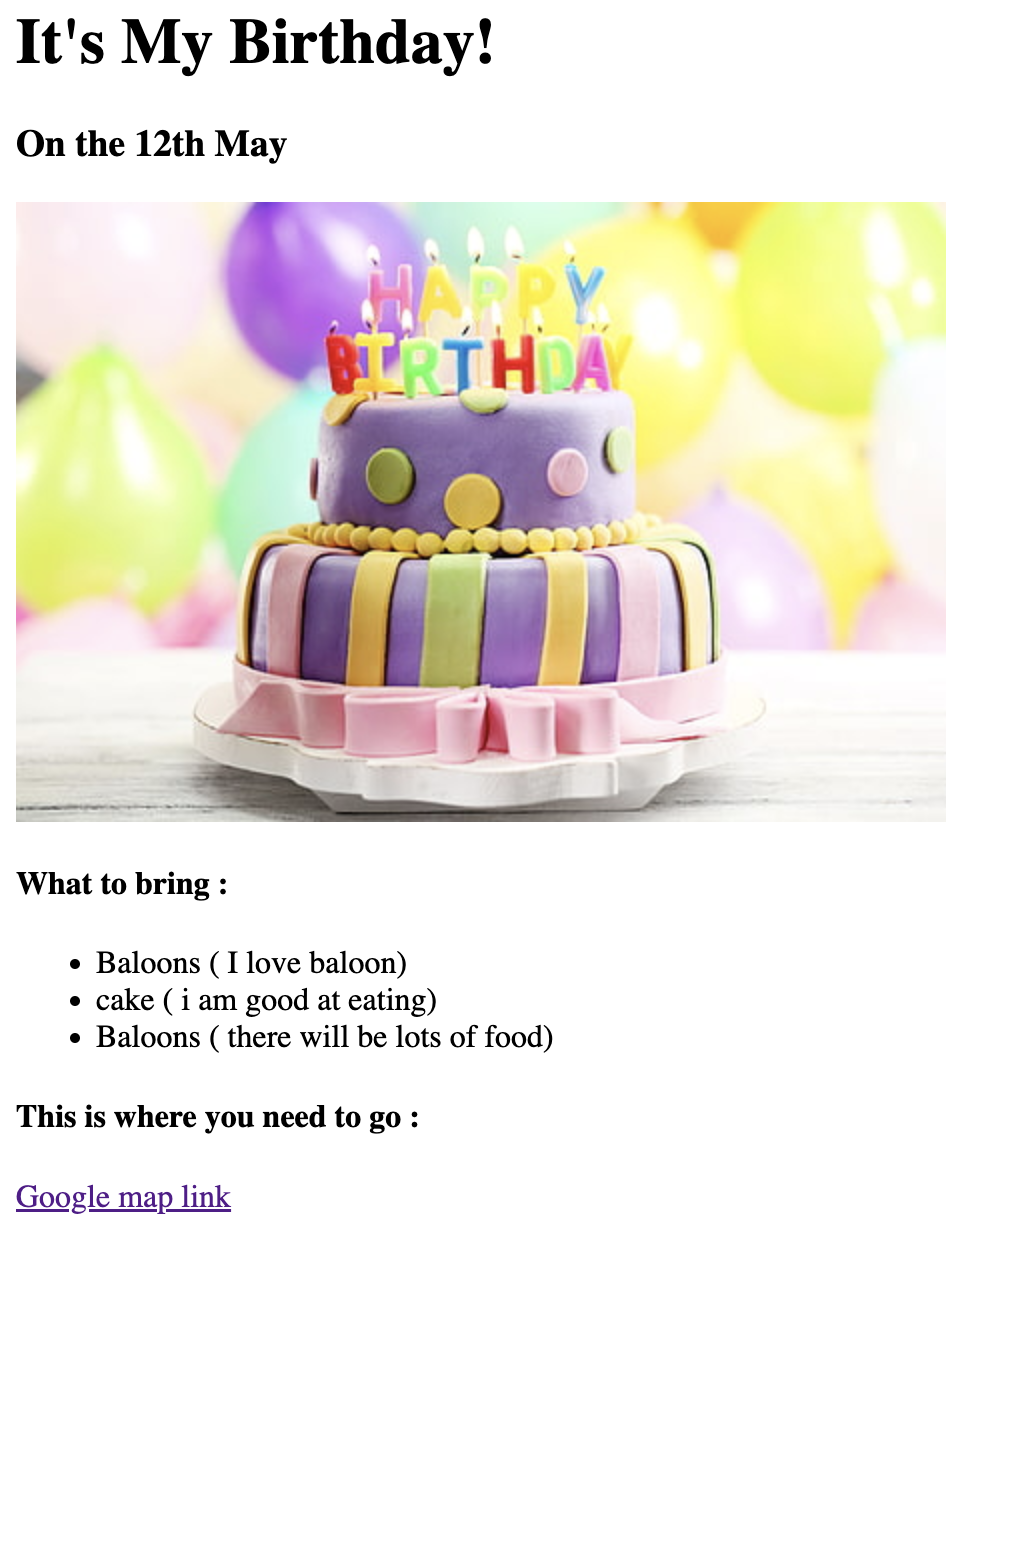 It's My Birthday!
On the 12th May
HAPPY
BIRTHDAY
What to bring :
Baloons ( I love baloon)
cake ( i am good at eating)
Baloons ( there will be lots of food)
This is where you need to go :
Google map link